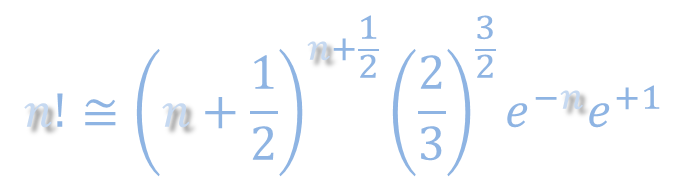 n! ≅ (n + 1/2)^(n+1/2) (2/3)^(3/2) e^(−n) e^(+1)